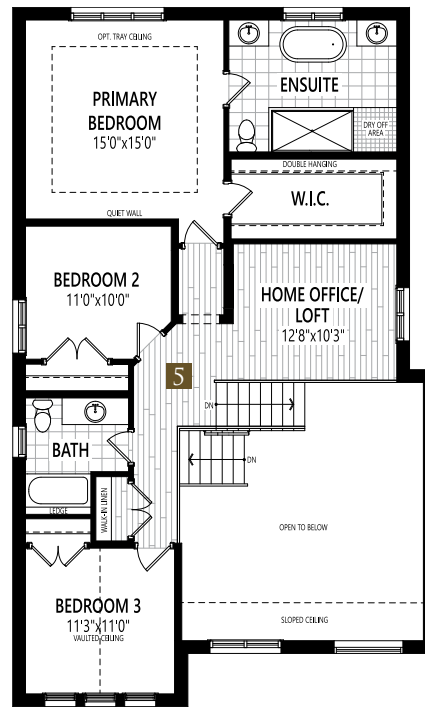 OPT. TRAY CEILING
PRIMARY
BEDROOM
15'0"x15'0"
QUIET WALL
ENSUITE
DRY OFF
AREA
DOUBLE HANGING
W.I.C.
BEDROOM 2
11'0"x10'0"
HOME OFFICE/
LOFT
12'8"x10'3"
5
DN
DN
BATH
LEDGE
WALK-IN LINEN
OPEN TO BELOW
BEDROOM 3
11'3"x11'0"
VAULTED CEILING
SLOPED CEILING